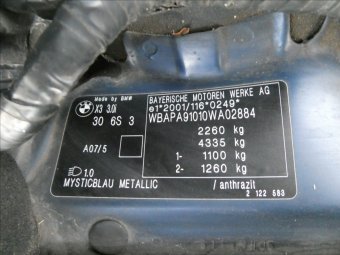 Made by BMW
X3 3.0i
30 6S 3
A07/5
1.0
MYSTICBLAU METALLIC
BAYERISCHE MOTOREN WERKE AG
e1*2001/116*0249*
WBAPA91010WA02884
2260 kg
4335 kg
1- 1100 kg
2- 1260 kg
/anthrazit
2 122 583